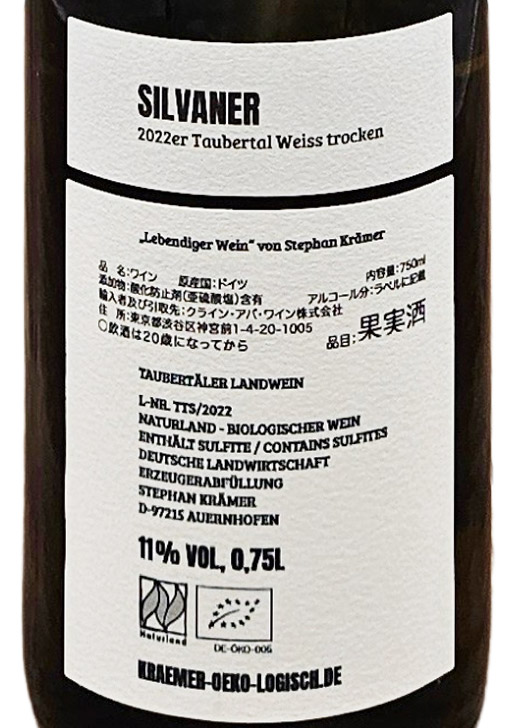 SILVANER
2022er Taubertal Weiss trocken
„Lebendiger Wein“ von Stephan Krämer
品 名:ワイン 原産国:ドイツ 内容量:750ml
添加物:酸化防止剤(亜硫酸塩)含有 アルコール分:ラベルに記載
輸入者及び引取先:クライン・アバ・ワイン株式会社
住 所:東京都渋谷区神宮前1-4-20-1005
○飲酒は20歳になってから 品目:果実酒
TAUBERTÄLER LANDWEIN
L-NR. TTS/2022
NATURLAND - BIOLOGISCHER WEIN
ENTHÄLT SULFITE / CONTAINS SULFITES
DEUTSCHE LANDWIRTSCHAFT
ERZEUGERABFÜLLUNG
STEPHAN KRÄMER
D-97215 AUERNHOFEN
11% VOL, 0,75L
Naturland
DE-ÖKO-006
KRAEMER-OEKO-LOGISCH.DE